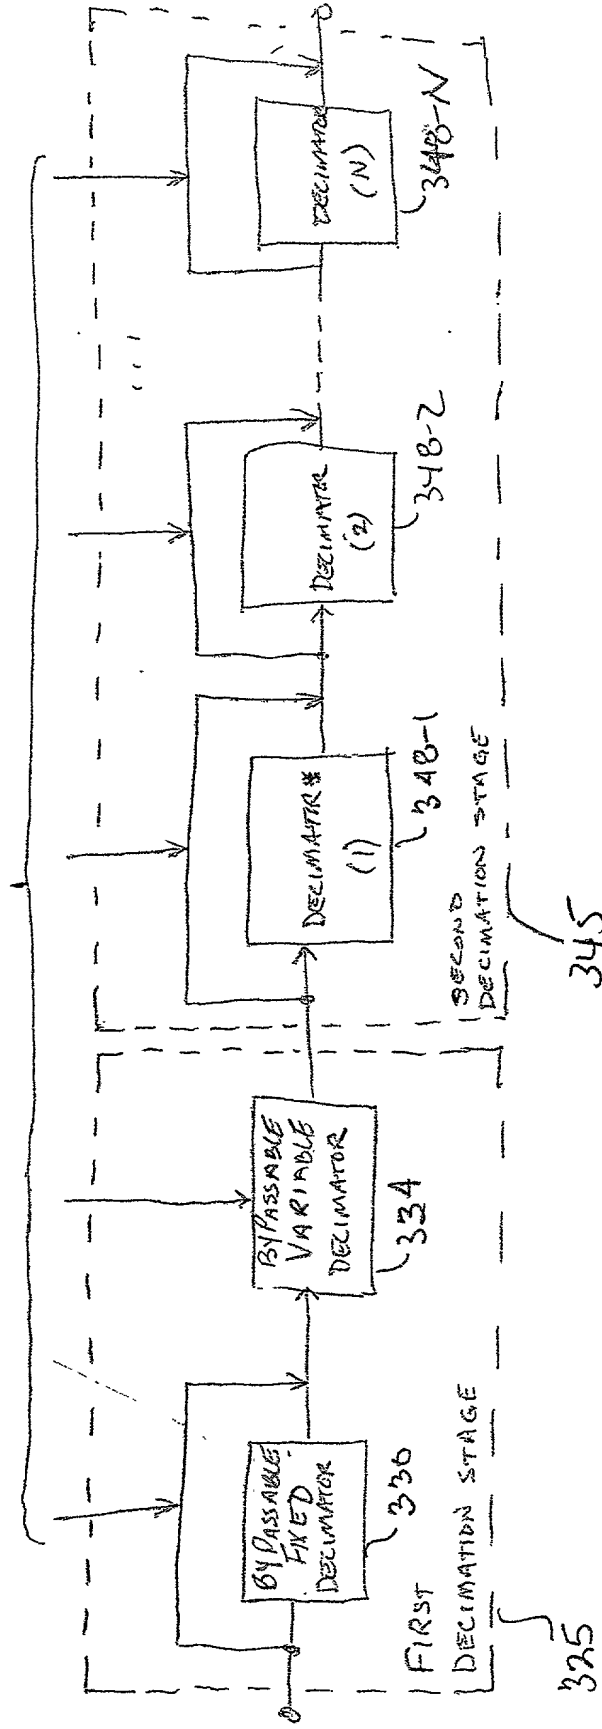 BYPASSABLE
FIXED
DECIMATOR
330
BYPASSABLE
VARIABLE
DECIMATOR
334
FIRST
DECIMATION STAGE
325
DECIMATOR
(1)
348-1
DECIMATOR
(2)
348-2
DECIMATOR
(N)
348-N
SECOND
DECIMATION STAGE
345